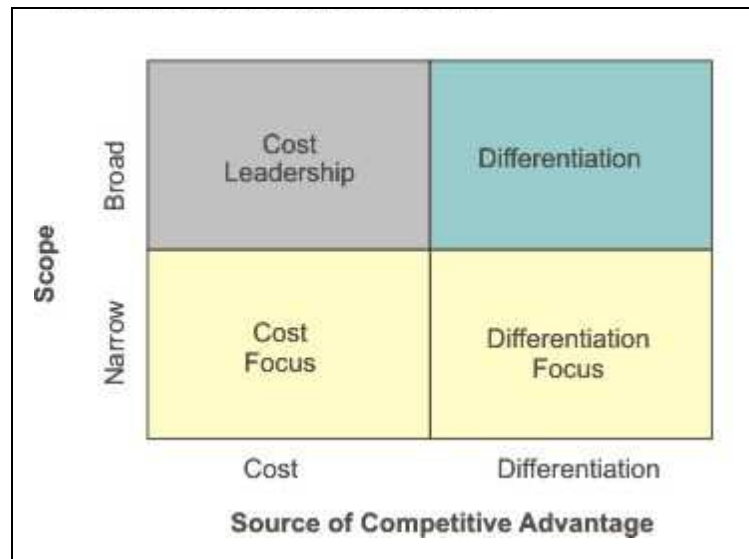 Scope
Broad
Cost
Leadership
Differentiation
Narrow
Cost
Focus
Differentiation
Focus
Cost
Differentiation
Source of Competitive Advantage